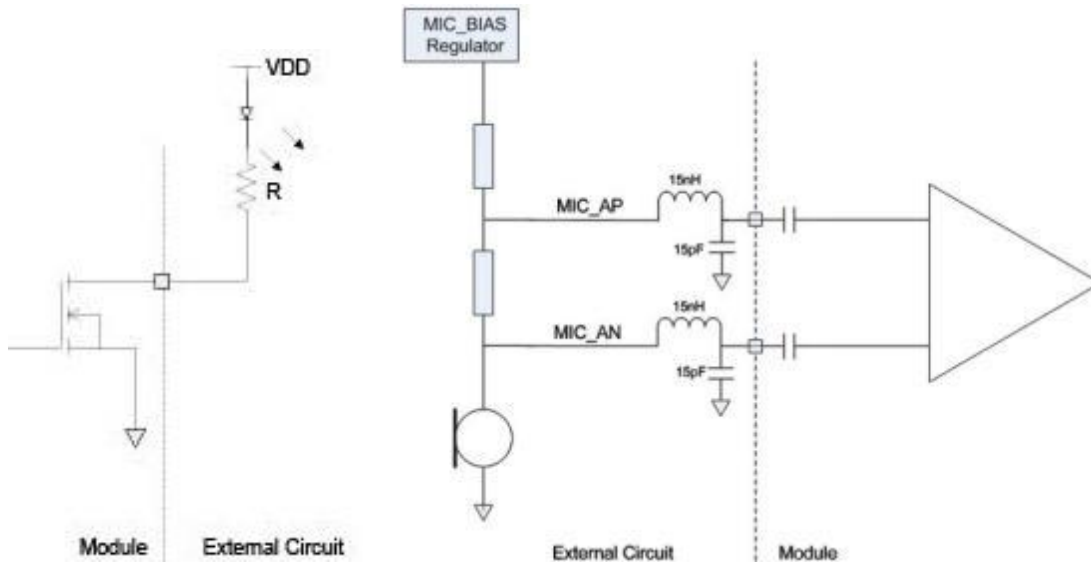 VDD
R
Module
External Circuit
MIC_BIAS
Regulator
MIC_AP
15nH
15pF
MIC_AN
15nH
15pF
External Circuit
Module